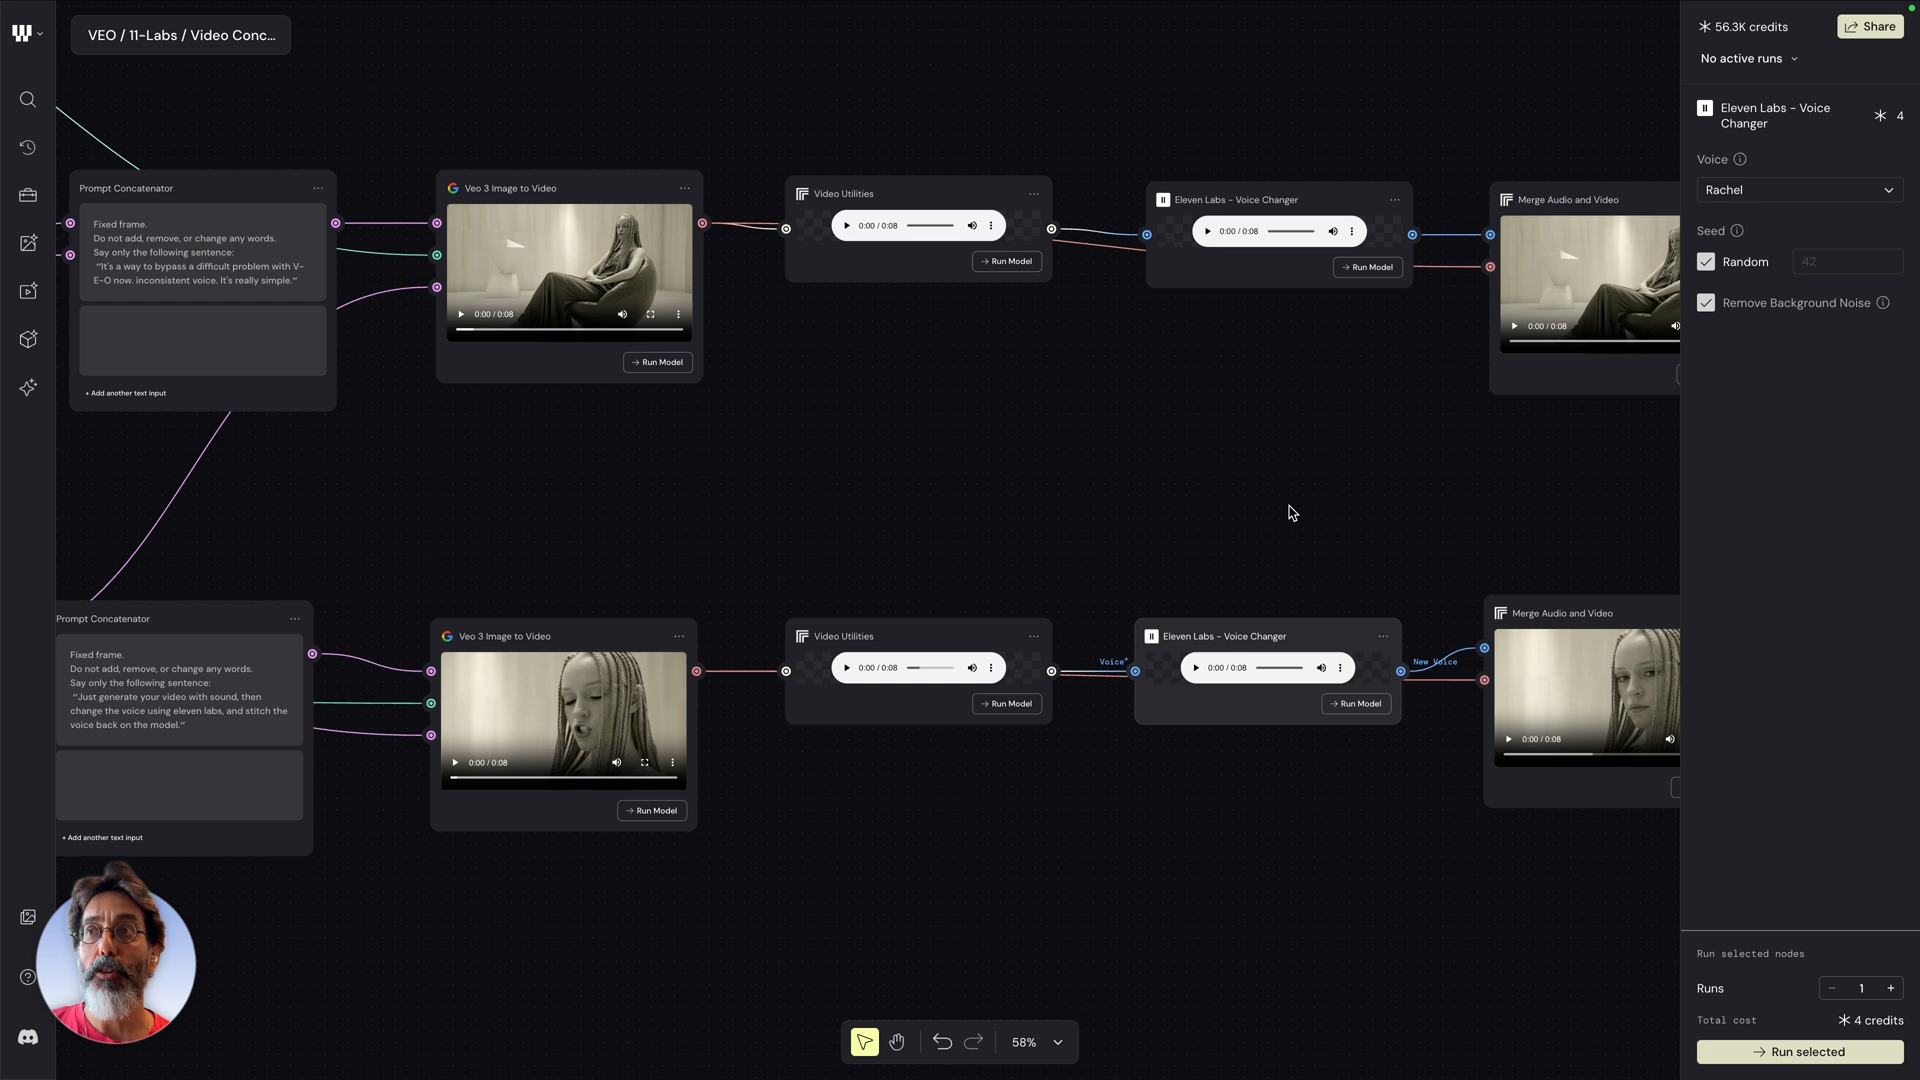 VEO / 11-Labs / Video Conc...
56.3K credits
Share
No active runs
Prompt Concatenator
Fixed frame.
Do not add, remove, or change any words.
Say only the following sentence:
"It's a way to bypass a difficult problem with V-
E-O now. inconsistent voice. It's really simple."
+ Add another text input
Veo 3 Image to Video
0:00 / 0:08
→ Run Model
Video Utilities
0:00 / 0:08
→ Run Model
Eleven Labs - Voice Changer
0:00 / 0:08
→ Run Model
Merge Audio and Video
0:00 / 0:08
Prompt Concatenator
Fixed frame.
Do not add, remove, or change any words.
Say only the following sentence:
"Just generate your video with sound, then
change the voice using eleven labs, and stitch the
voice back on the model."
+ Add another text input
Veo 3 Image to Video
0:00 / 0:08
→ Run Model
Video Utilities
0:00 / 0:08
→ Run Model
Voice*
Eleven Labs - Voice Changer
0:00 / 0:08
→ Run Model
New Voice
Merge Audio and Video
0:00 / 0:08
58%
Eleven Labs - Voice
Changer
4
Voice
Rachel
Seed
Random
42
Remove Background Noise
Run selected nodes
Runs
− 1 +
Total cost
4 credits
→ Run selected